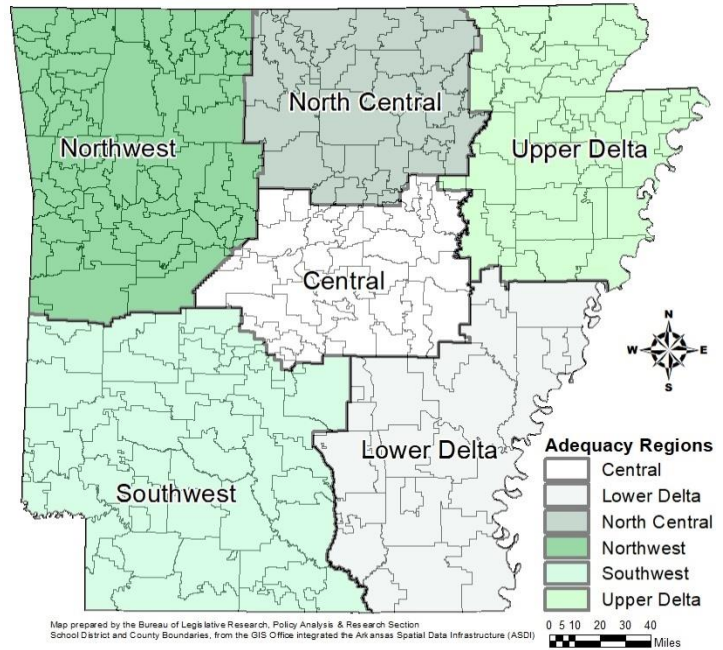 North Central
Northwest
Upper Delta
Central
N
W E
S
Lower Delta
Southwest
Adequacy Regions
Central
Lower Delta
North Central
Northwest
Southwest
Upper Delta
Map prepared by the Bureau of Legislative Research, Policy Analysis & Research Section
School District and County Boundaries, from the GIS Office integrated the Arkansas Spatial Data Infrastructure (ASDI)
0 5 10 20 30 40
Miles